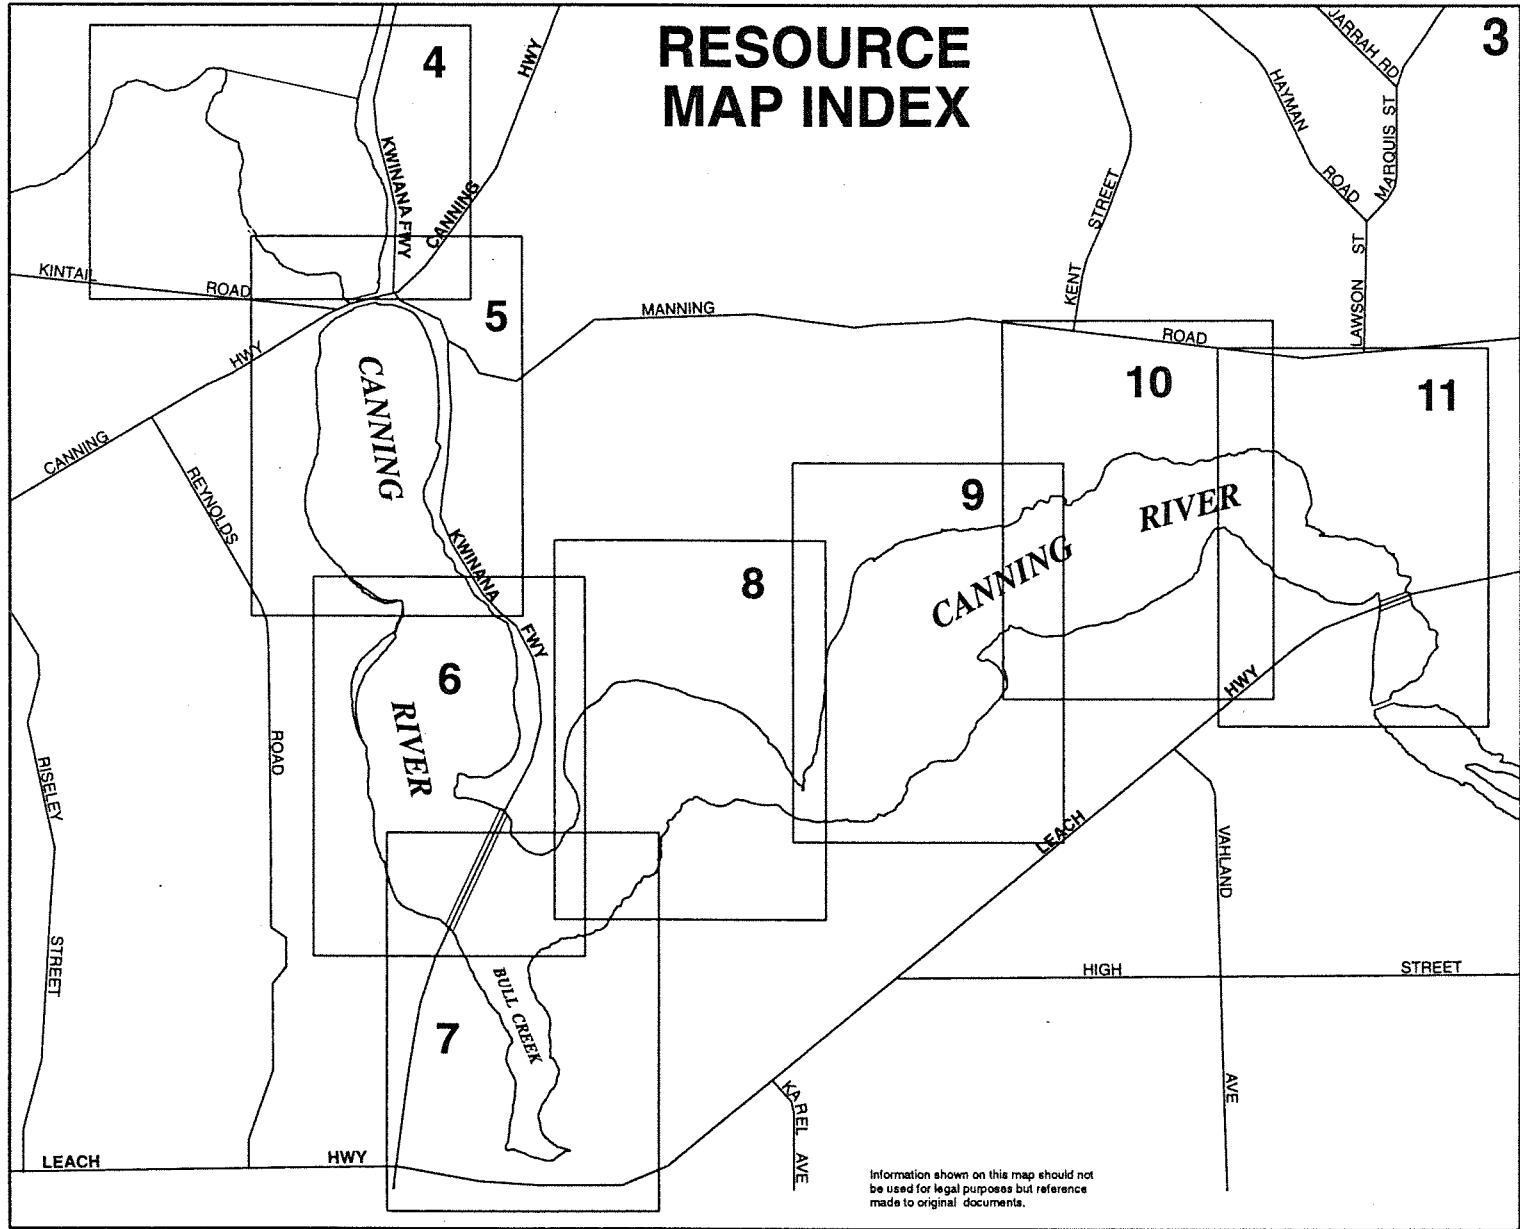 RESOURCE
MAP INDEX
3
4
HWY
CANNING
KWINANA FWY
JARRAH RD
HAYMAN
ROAD
MARQUIS ST
LAWSON ST
KENT
STREET
KINTAIL
ROAD
5
MANNING
ROAD
HWY
CANNING
REYNOLDS
ROAD
CANNING
RIVER
KWINANA
FWY
6
8
9
10
11
CANNING
RIVER
HWY
LEACH
RISELEY
STREET
VAHLAND
AVE
HIGH
STREET
7
BULL CREEK
KAREL AVE
LEACH
HWY
Information shown on this map should not
be used for legal purposes but reference
made to original documents.